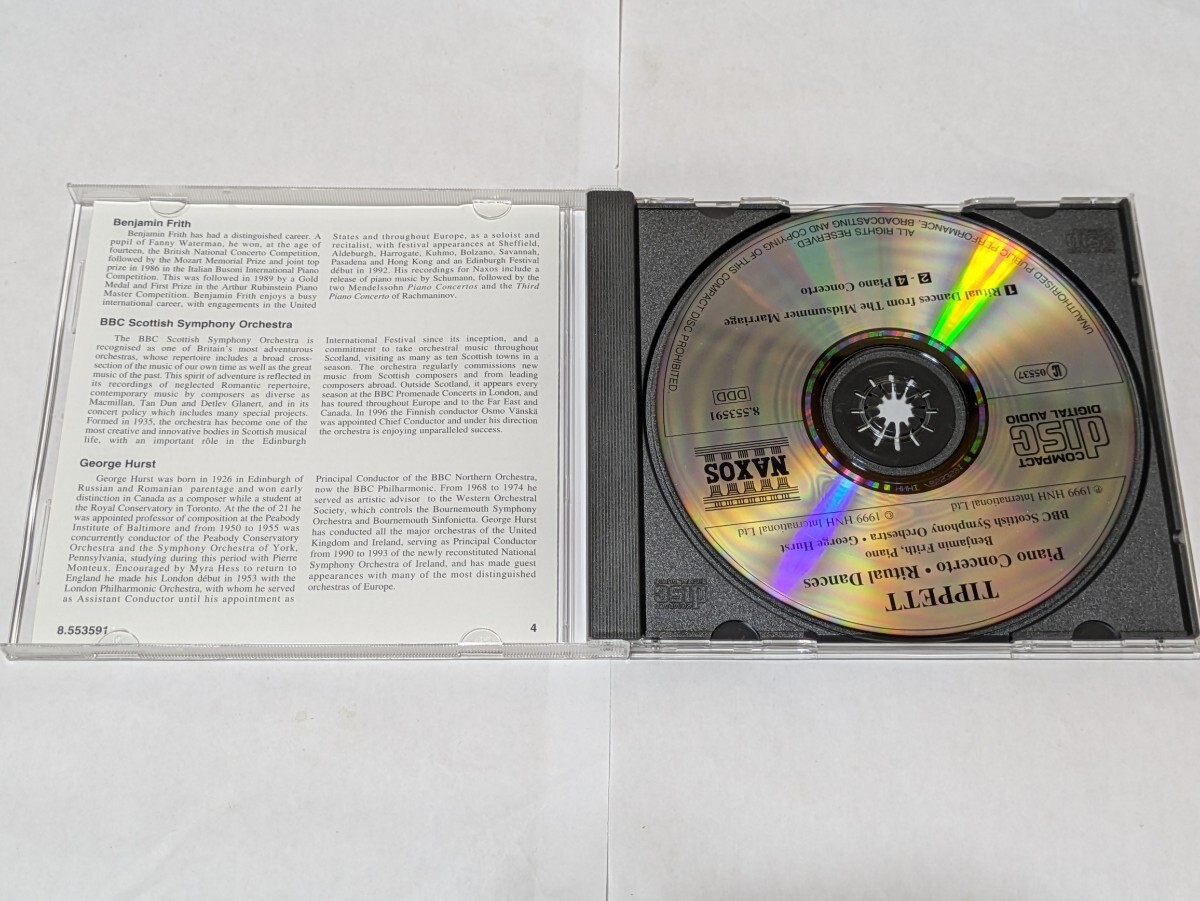 Benjamin Frith
Benjamin Frith has had a distinguished career. A
pupil of Fanny Waterman, he won, at the age of
fourteen, the British National Concerto Competition,
followed by the Mozart Memorial Prize and joint top
prize in 1986 in the Italian Busoni International Piano
Competition. This was followed in 1989 by a Gold
Medal and First Prize in the Arthur Rubinstein Piano
Master Competition. Benjamin Frith enjoys a busy
international career, with engagements in the United
States and throughout Europe, as a soloist and
recitalist, with festival appearances at Sheffield,
Aldeburgh, Harrogate, Kuhmo, Bolzano, Savannah,
Pasadena and Hong Kong and an Edinburgh Festival
début in 1992. His recordings for Naxos include a
release of piano music by Schumann, followed by the
two Mendelssohn Piano Concertos and the Third
Piano Concerto of Rachmaninov.
BBC Scottish Symphony Orchestra
The BBC Scottish Symphony Orchestra is
recognised as one of Britain's most adventurous
orchestras, whose repertoire includes a broad cross-
section of the music of our own time as well as the great
music of the past. This spirit of adventure is reflected in
its recordings of neglected Romantic repertoire,
contemporary music by composers as diverse as
Macmillan, Tan Dun and Detlev Glanert, and in its
concert policy which includes many special projects.
Formed in 1935, the orchestra has become one of the
most creative and innovative bodies in Scottish musical
life, with an important rôle in the Edinburgh
International Festival since its inception, and a
commitment to take orchestral music throughout
Scotland, visiting as many as ten Scottish towns in a
season. The orchestra regularly commissions new
music from Scottish composers and from leading
composers abroad. Outside Scotland, it appears every
season at the BBC Promenade Concerts in London, and
has toured throughout Europe and to the Far East and
Canada. In 1996 the Finnish conductor Osmo Vänskä
was appointed Chief Conductor and under his direction
the orchestra is enjoying unparalleled success.
George Hurst
George Hurst was born in 1926 in Edinburgh of
Russian and Romanian parentage and won early
distinction in Canada as a composer while a student at
the Royal Conservatory in Toronto. At the the of 21 he
was appointed professor of composition at the Peabody
Institute of Baltimore and from 1950 to 1955 was
concurrently conductor of the Peabody Conservatory
Orchestra and the Symphony Orchestra of York,
Pennsylvania, studying during this period with Pierre
Monteux. Encouraged by Myra Hess to return to
England he made his London début in 1953 with the
London Philharmonic Orchestra, with whom he served
as Assistant Conductor until his appointment as
Principal Conductor of the BBC Northern Orchestra,
now the BBC Philharmonic. From 1968 to 1974 he
served as artistic advisor to the Western Orchestral
Society, which controls the Bournemouth Symphony
Orchestra and Bournemouth Sinfonietta. George Hurst
has conducted all the major orchestras of the United
Kingdom and Ireland, serving as Principal Conductor
from 1990 to 1993 of the newly reconstituted National
Symphony Orchestra of Ireland, and has made guest
appearances with many of the most distinguished
orchestras of Europe.
8.553591
4
TIPPETT
Piano Concerto • Ritual Dances
Benjamin Frith, Piano
BBC Scottish Symphony Orchestra • George Hurst
℗ 1999 HNH International Ltd
© 1999 HNH International Ltd
NAXOS
COMPACT
disc
DIGITAL AUDIO
8.553591
DDD
LC 05537
1 Ritual Dances from The Midsummer Marriage
2 - 4 Piano Concerto
UNAUTHORISED PUBLIC PERFORMANCE, BROADCASTING AND COPYING OF THIS COMPACT DISC PROHIBITED
ALL RIGHTS RESERVED
disc